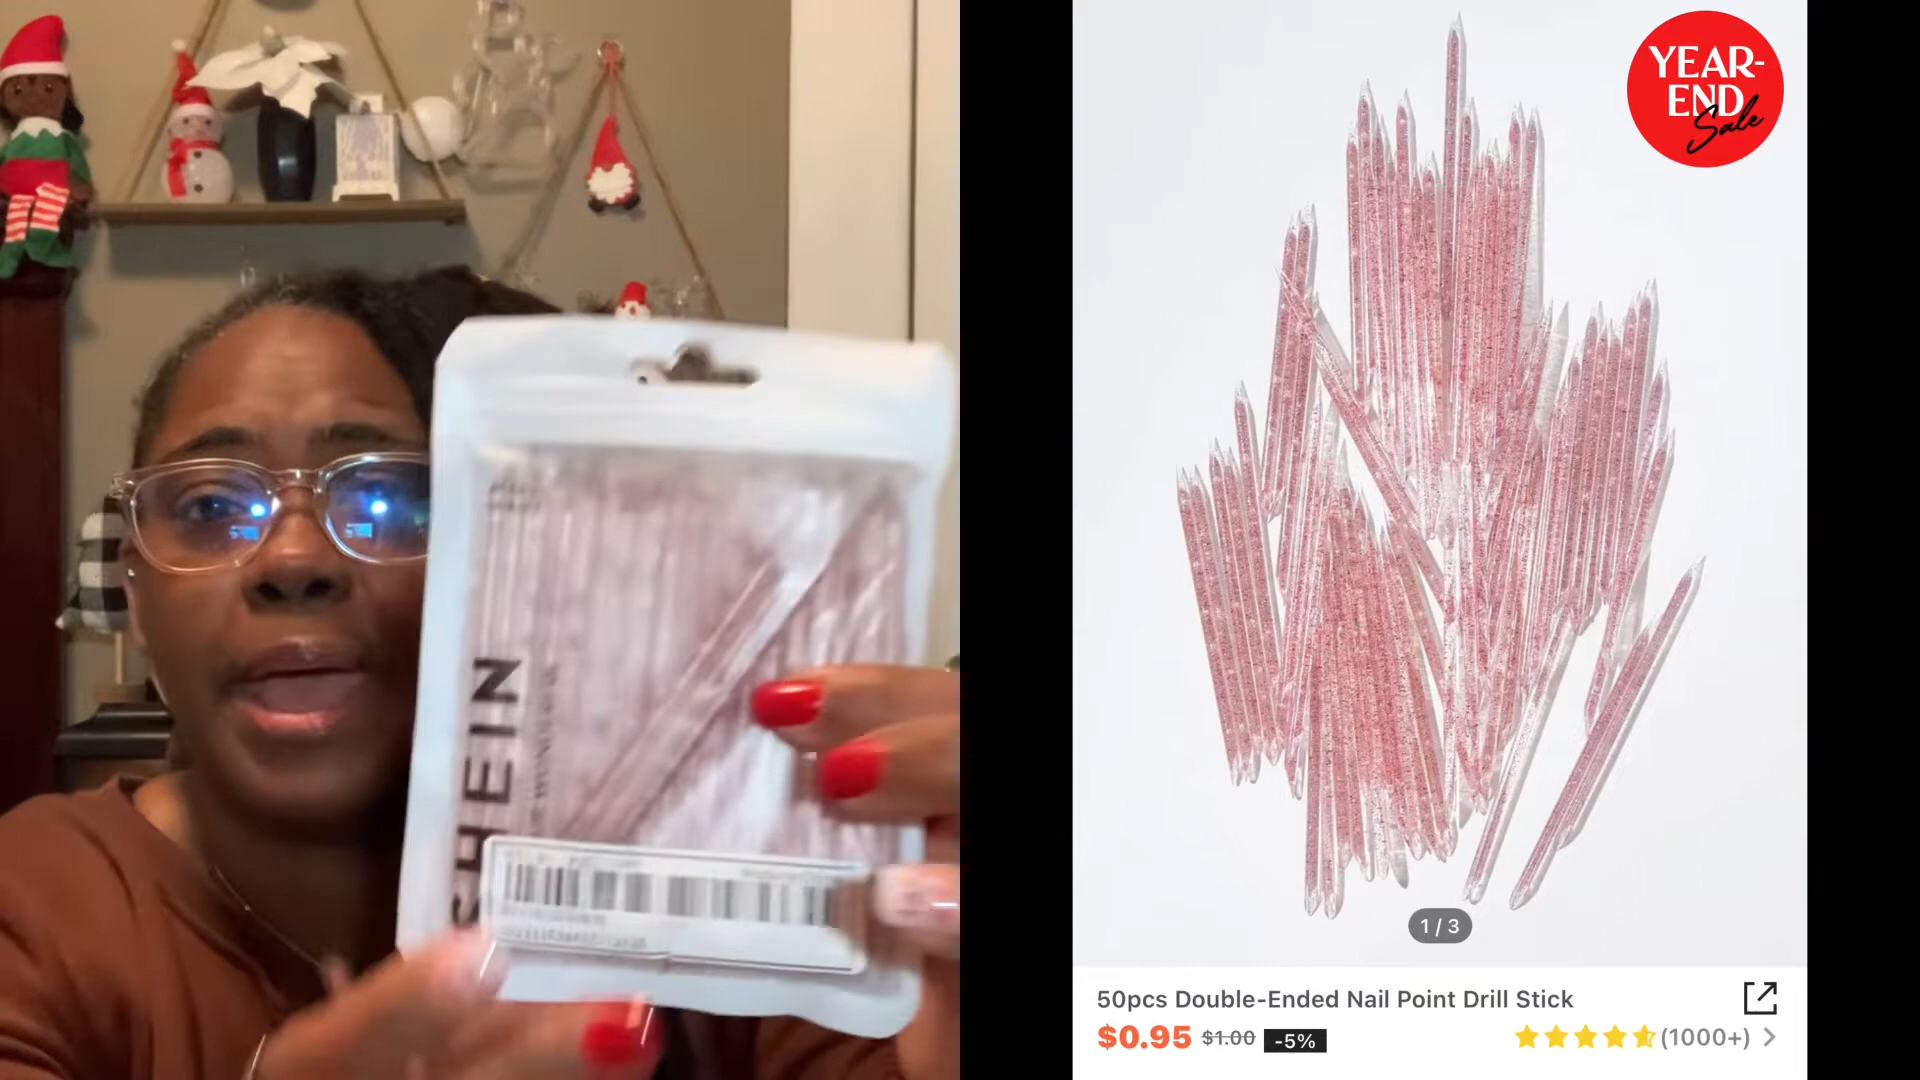 SHEIN
YEAR-
END
Sale
1 / 3
50pcs Double-Ended Nail Point Drill Stick
$0.95 $1.00 -5% (1000+)